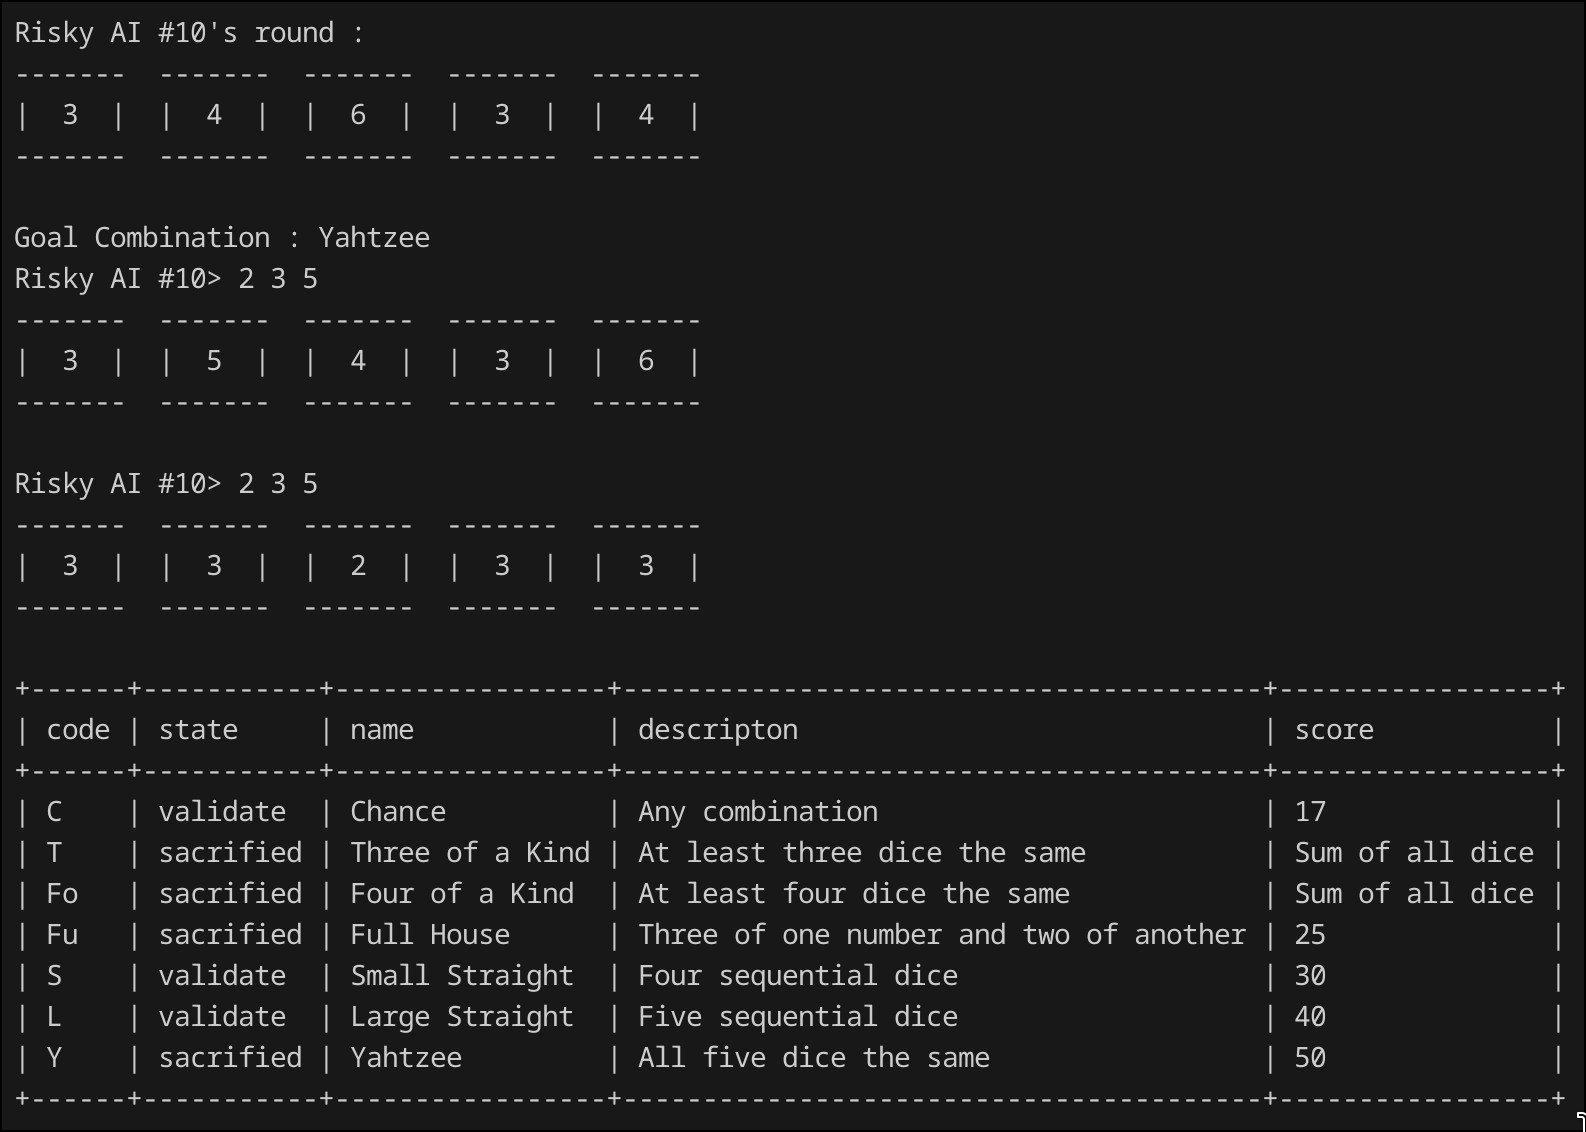 Risky AI #10's round :
-------  -------  -------  -------  -------
|  3  |  |  4  |  |  6  |  |  3  |  |  4  |
-------  -------  -------  -------  -------

Goal Combination : Yahtzee
Risky AI #10> 2 3 5
-------  -------  -------  -------  -------
|  3  |  |  5  |  |  4  |  |  3  |  |  6  |
-------  -------  -------  -------  -------

Risky AI #10> 2 3 5
-------  -------  -------  -------  -------
|  3  |  |  3  |  |  2  |  |  3  |  |  3  |
-------  -------  -------  -------  -------

+------+-----------+-----------------+----------------------------------------+-----------------+
| code | state     | name            | descripton                             | score           |
+------+-----------+-----------------+----------------------------------------+-----------------+
| C    | validate  | Chance          | Any combination                        | 17              |
| T    | sacrified | Three of a Kind | At least three dice the same           | Sum of all dice |
| Fo   | sacrified | Four of a Kind  | At least four dice the same            | Sum of all dice |
| Fu   | sacrified | Full House      | Three of one number and two of another | 25              |
| S    | validate  | Small Straight  | Four sequential dice                   | 30              |
| L    | validate  | Large Straight  | Five sequential dice                   | 40              |
| Y    | sacrified | Yahtzee         | All five dice the same                 | 50              |
+------+-----------+-----------------+----------------------------------------+-----------------+